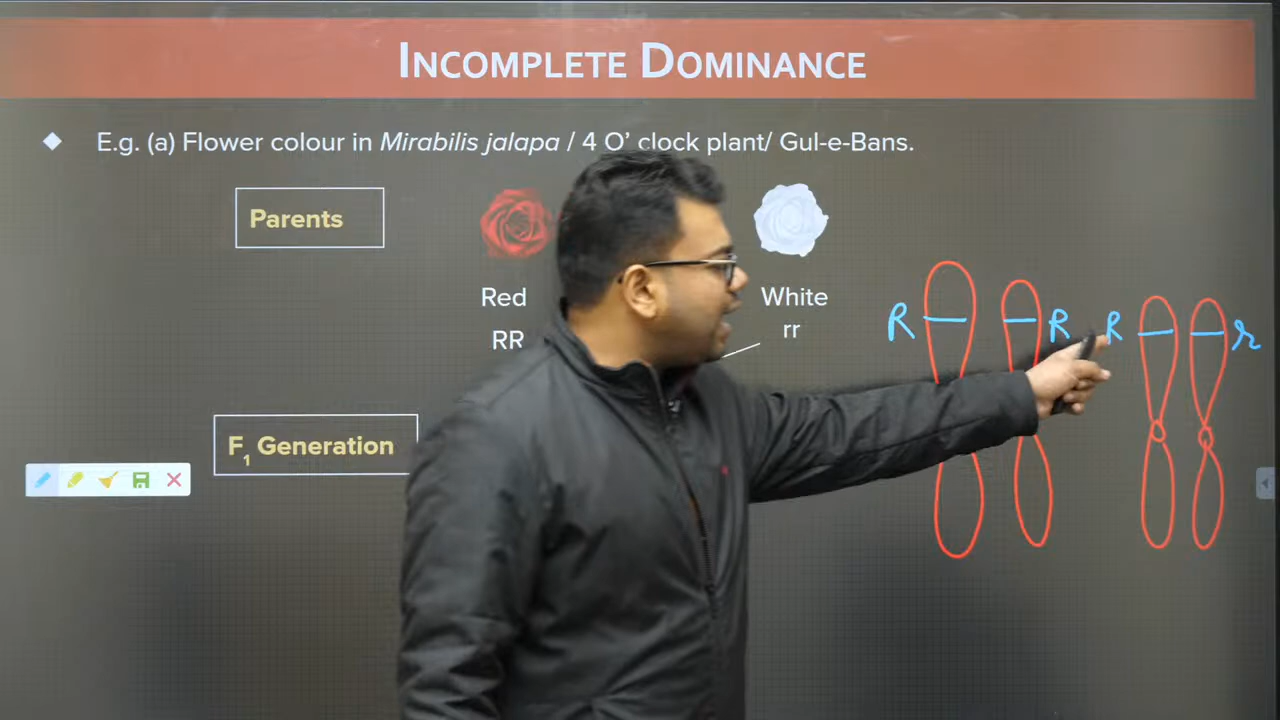 INCOMPLETE DOMINANCE
◆ E.g. (a) Flower colour in Mirabilis jalapa / 4 O' clock plant/ Gul-e-Bans.
Parents
Red White
RR rr
R R R r
F1 Generation